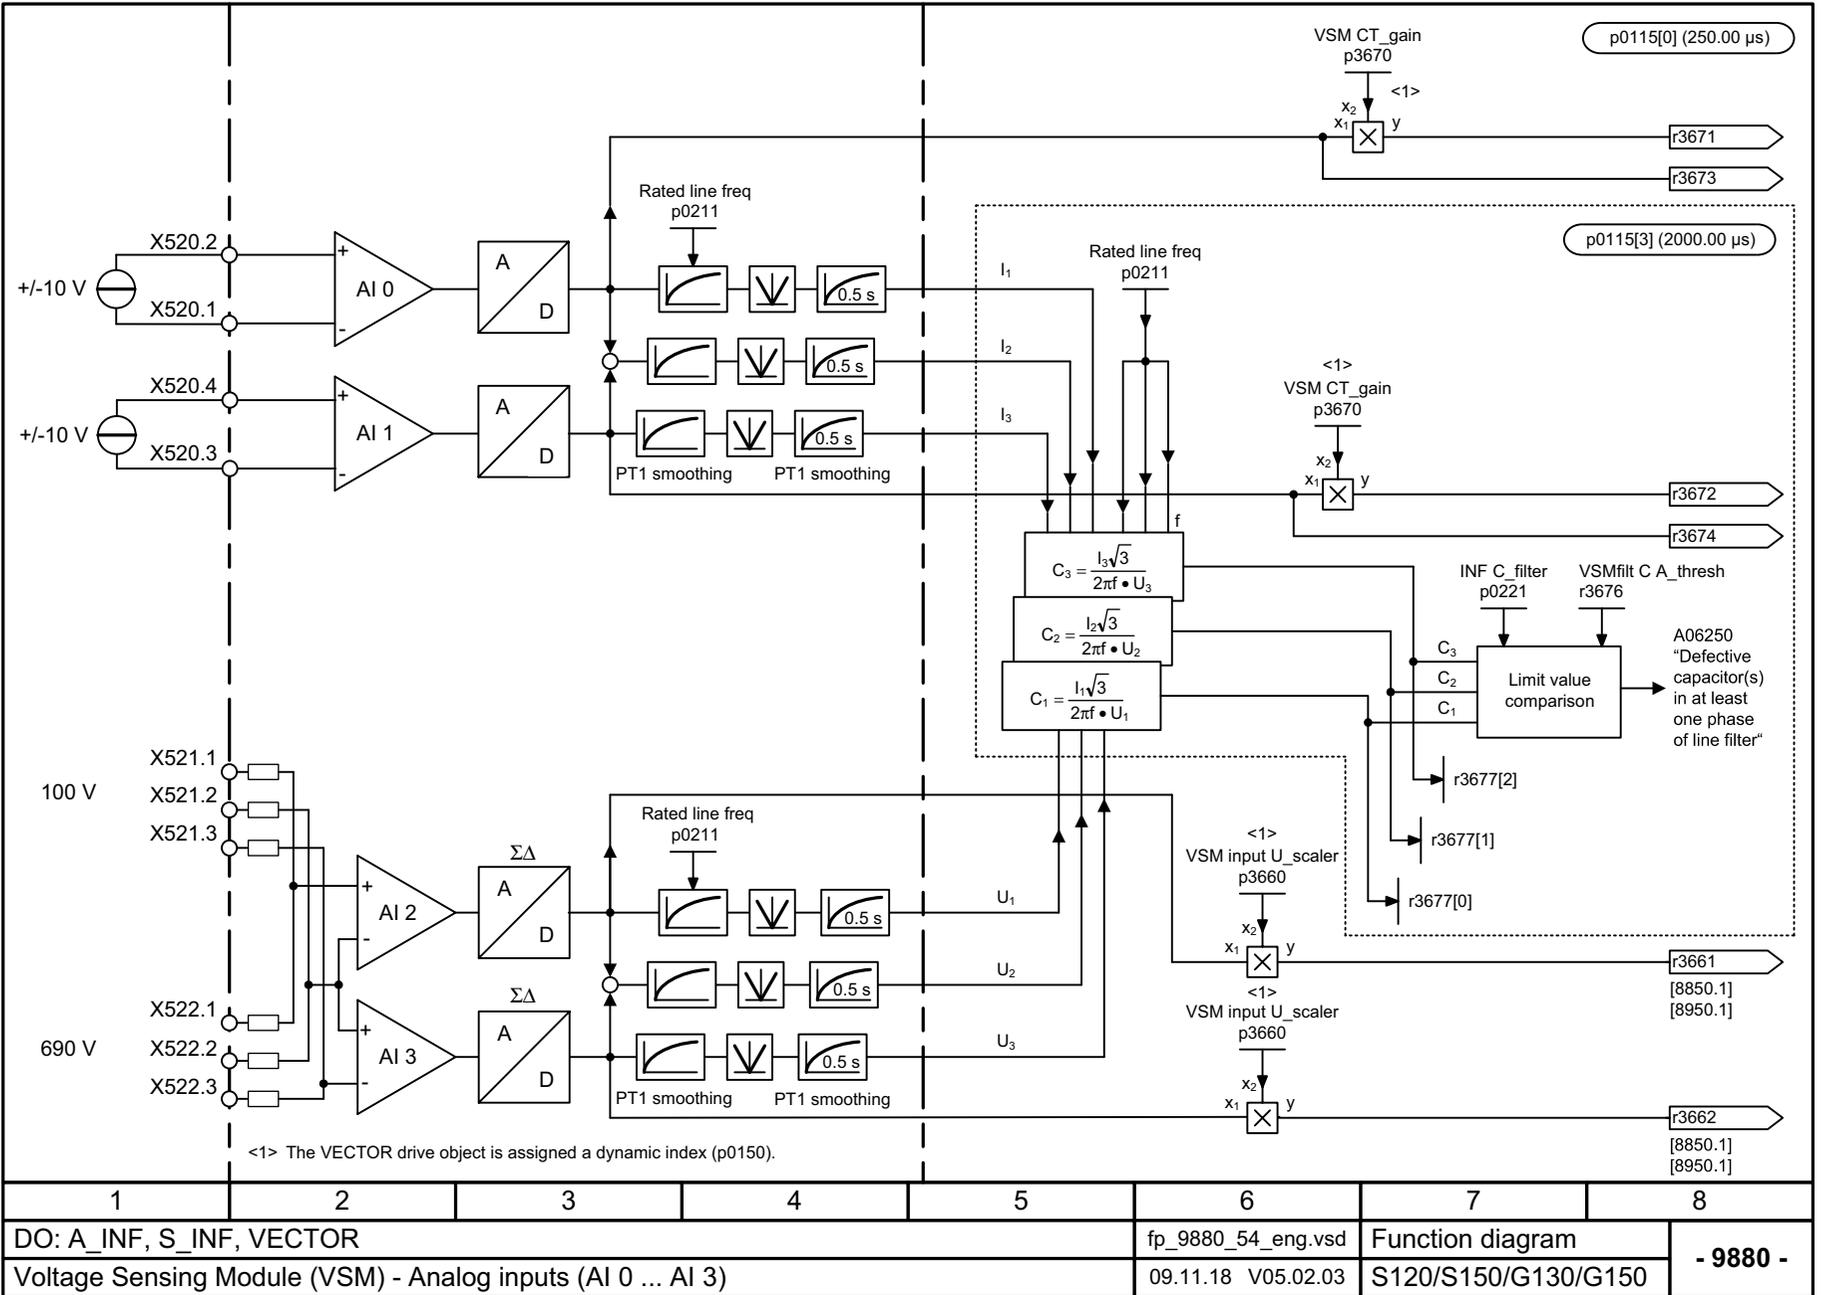 VSM CT_gain
p3670
p0115[0] (250.00 µs)
<1>
x2
x1
y
r3671
r3673
Rated line freq
p0211
p0115[3] (2000.00 µs)
X520.2
+/-10 V
X520.1
+
-
AI 0
A
D
0.5 s
I1
Rated line freq
p0211
0.5 s
I2
X520.4
+/-10 V
X520.3
+
-
AI 1
A
D
0.5 s
I3
PT1 smoothing
PT1 smoothing
<1>
VSM CT_gain
p3670
x2
x1
y
r3672
r3674
f
C3 = I3√3
2πf • U3
C2 = I2√3
2πf • U2
C1 = I1√3
2πf • U1
INF C_filter
p0221
VSMfilt C A_thresh
r3676
C3
C2
C1
Limit value
comparison
A06250
“Defective
capacitor(s)
in at least
one phase
of line filter“
r3677[2]
r3677[1]
r3677[0]
X521.1
100 V
X521.2
X521.3
ΣΔ
+
-
AI 2
A
D
Rated line freq
p0211
0.5 s
U1
0.5 s
U2
X522.1
690 V
X522.2
X522.3
ΣΔ
+
-
AI 3
A
D
0.5 s
U3
PT1 smoothing
PT1 smoothing
<1>
VSM input U_scaler
p3660
x2
x1
y
r3661
[8850.1]
[8950.1]
<1>
VSM input U_scaler
p3660
x2
x1
y
r3662
[8850.1]
[8950.1]
<1> The VECTOR drive object is assigned a dynamic index (p0150).
1 2 3 4 5 6 7 8
DO: A_INF, S_INF, VECTOR
fp_9880_54_eng.vsd
Function diagram
- 9880 -
Voltage Sensing Module (VSM) - Analog inputs (AI 0 ... AI 3)
09.11.18 V05.02.03
S120/S150/G130/G150